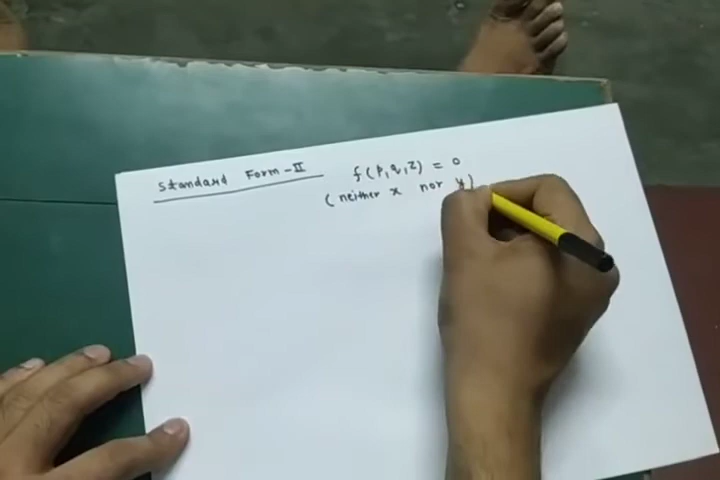 Standard Form - II
f(p,q,z) = 0
(neither x nor y)